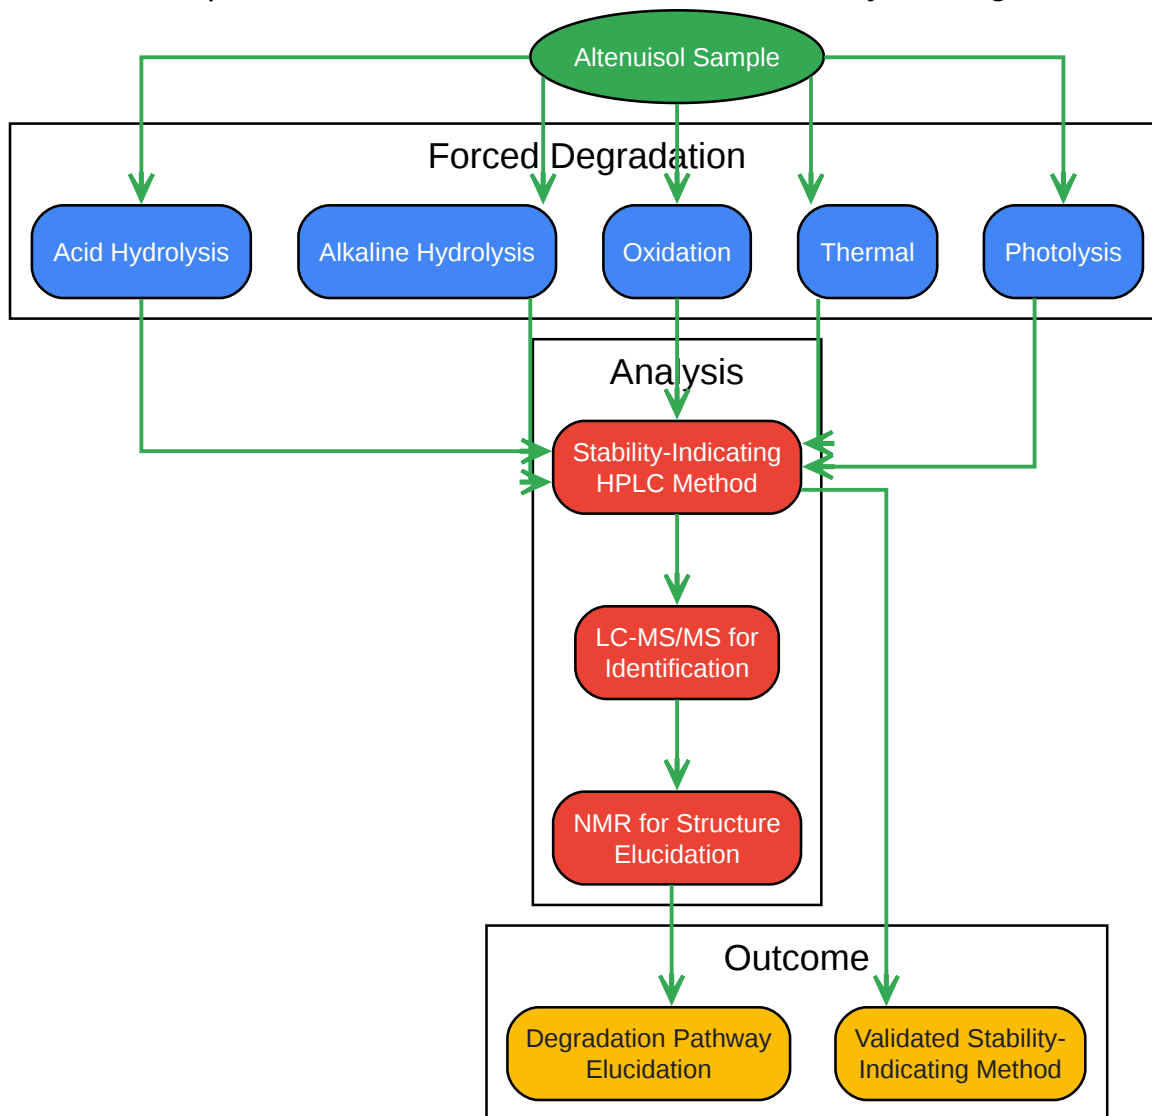 Altenuisol Sample
Forced Degradation
Acid Hydrolysis
Alkaline Hydrolysis
Oxidation
Thermal
Photolysis
Analysis
Stability-Indicating
HPLC Method
LC-MS/MS for
Identification
NMR for Structure
Elucidation
Outcome
Degradation Pathway
Elucidation
Validated Stability-
Indicating Method